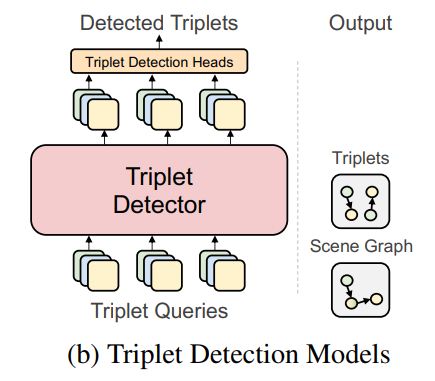 Detected Triplets
Output
Triplet Detection Heads
Triplet
Detector
Triplets
Scene Graph
Triplet Queries
(b) Triplet Detection Models